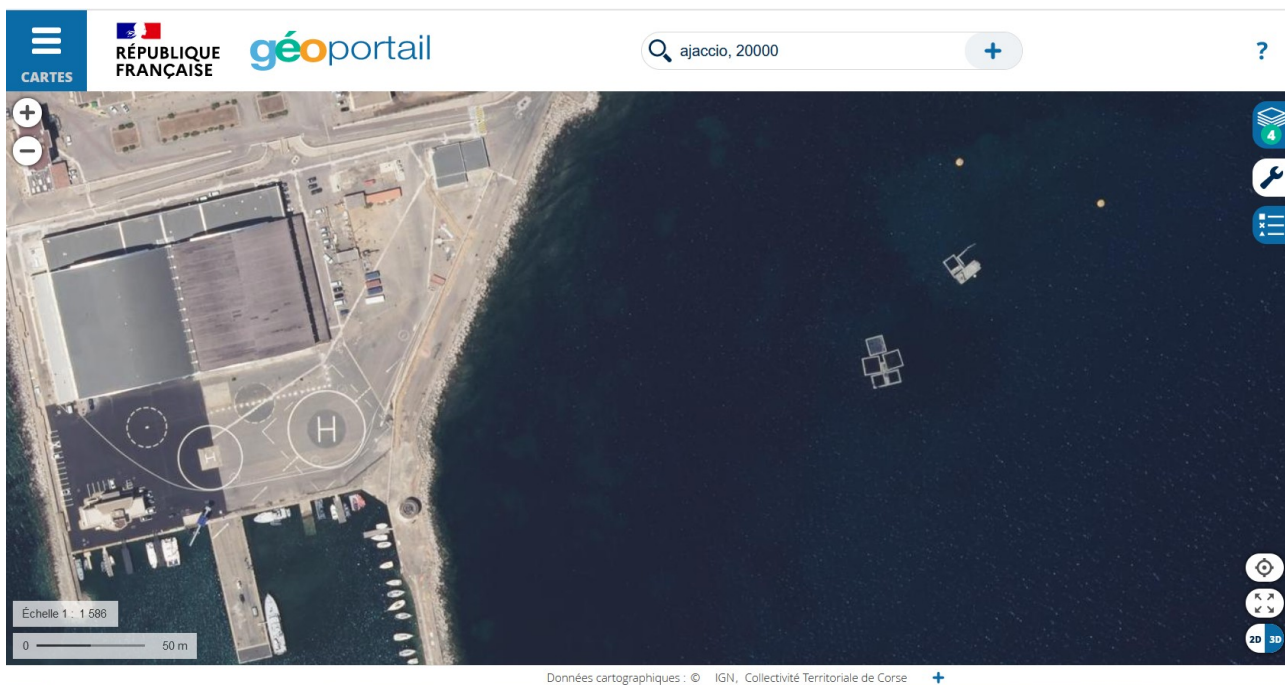 CARTES
RÉPUBLIQUE
FRANÇAISE
géoportail
ajaccio, 20000
+
?
+
−
4
H
H
Échelle 1 : 1 586
0 50 m
2D 3D
Données cartographiques : © IGN, Collectivité Territoriale de Corse +